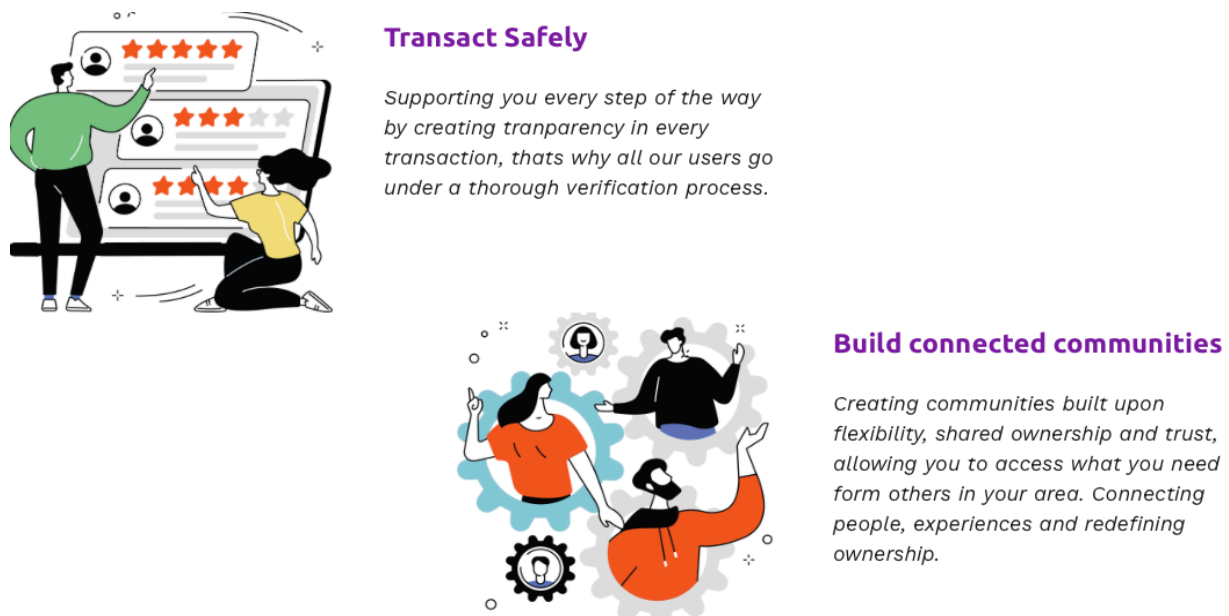 Transact Safely
Supporting you every step of the way
by creating tranparency in every
transaction, thats why all our users go
under a thorough verification process.
Build connected communities
Creating communities built upon
flexibility, shared ownership and trust,
allowing you to access what you need
form others in your area. Connecting
people, experiences and redefining
ownership.